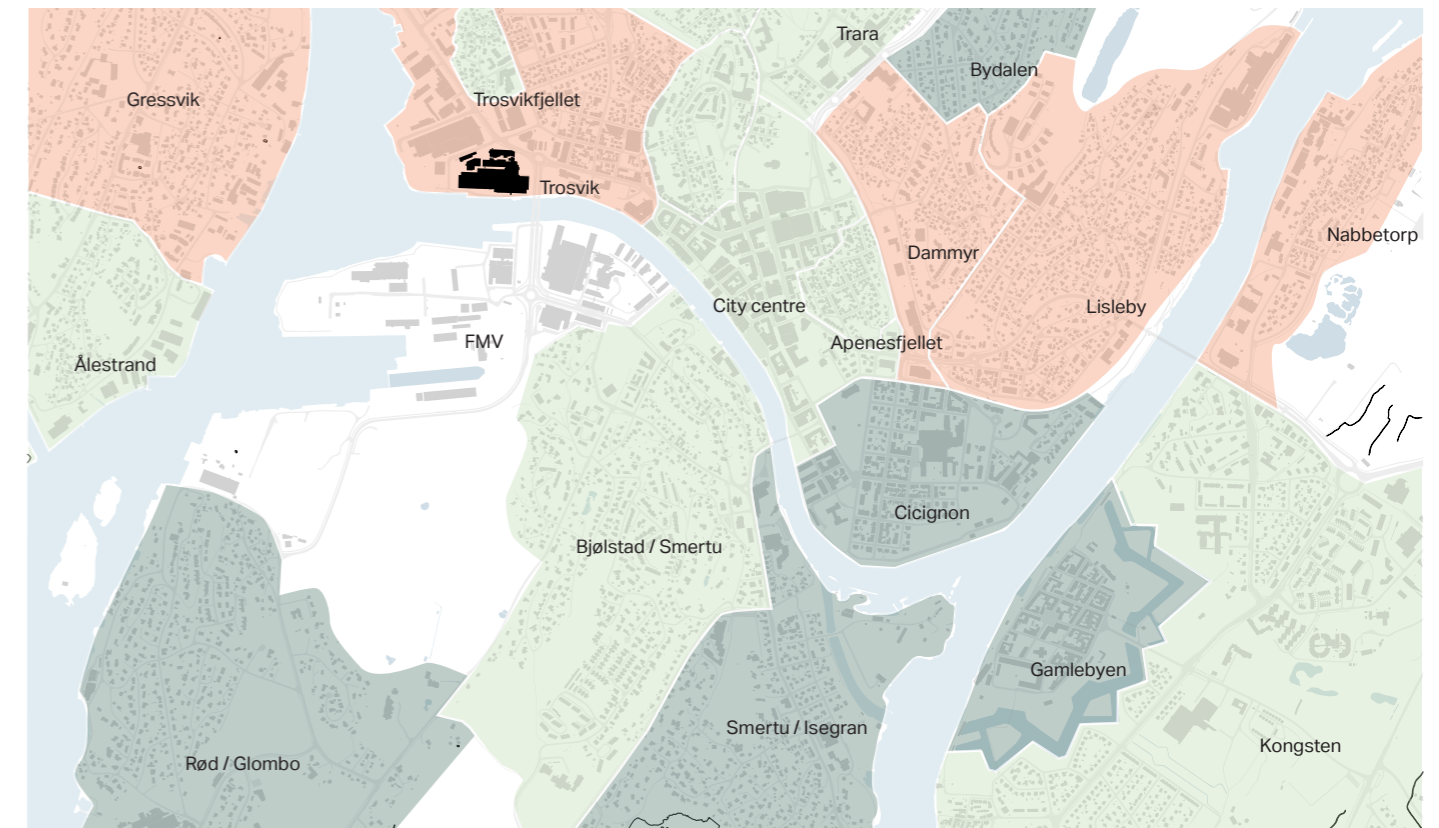 Trara
Bydalen
Gressvik
Trosvikfjellet
Trosvik
Nabbetorp
Dammyr
City centre
Lisleby
FMV
Apenesfjellet
Ålestrand
Cicignon
Bjølstad / Smertu
Gamlebyen
Smertu / Isegran
Kongsten
Rød / Glombo